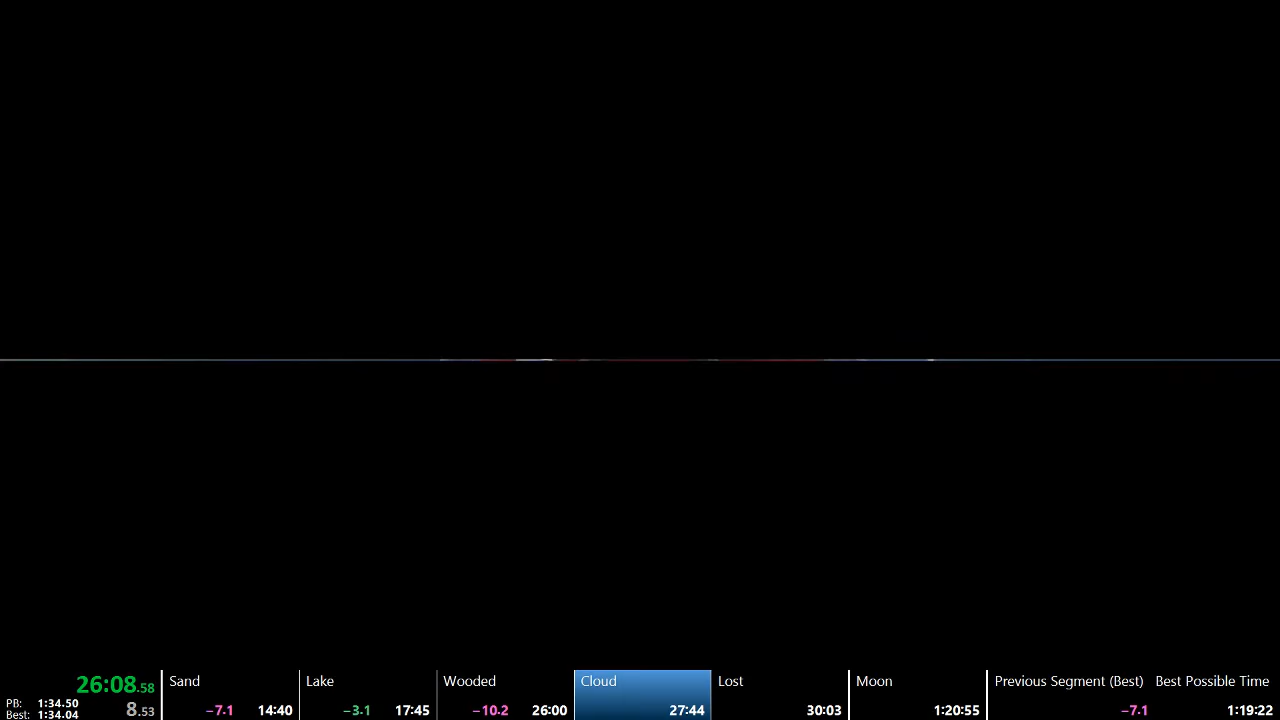 26:08.58
PB: 1:34.50
Best: 1:34.04
8.53
Sand
−7.1 14:40
Lake
−3.1 17:45
Wooded
−10.2 26:00
Cloud
27:44
Lost
30:03
Moon
1:20:55
Previous Segment (Best)
−7.1
Best Possible Time
1:19:22